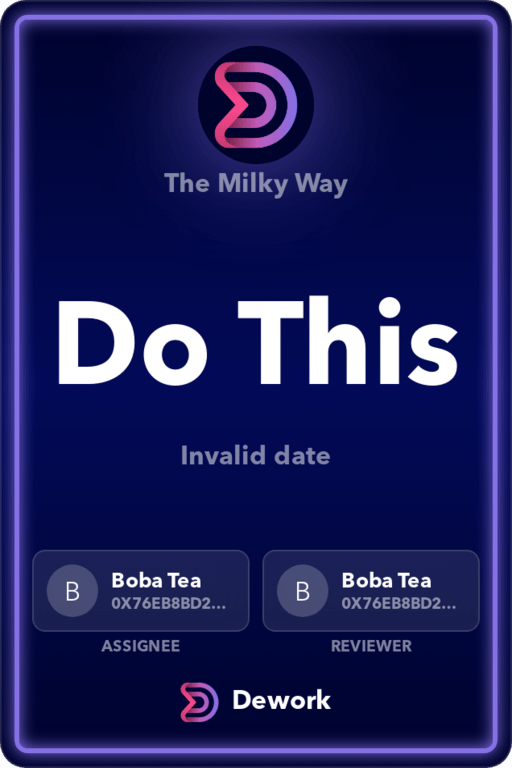 The Milky Way
Do This
Invalid date
B
Boba Tea
0X76EB8BD2...
ASSIGNEE
B
Boba Tea
0X76EB8BD2...
REVIEWER
Dework